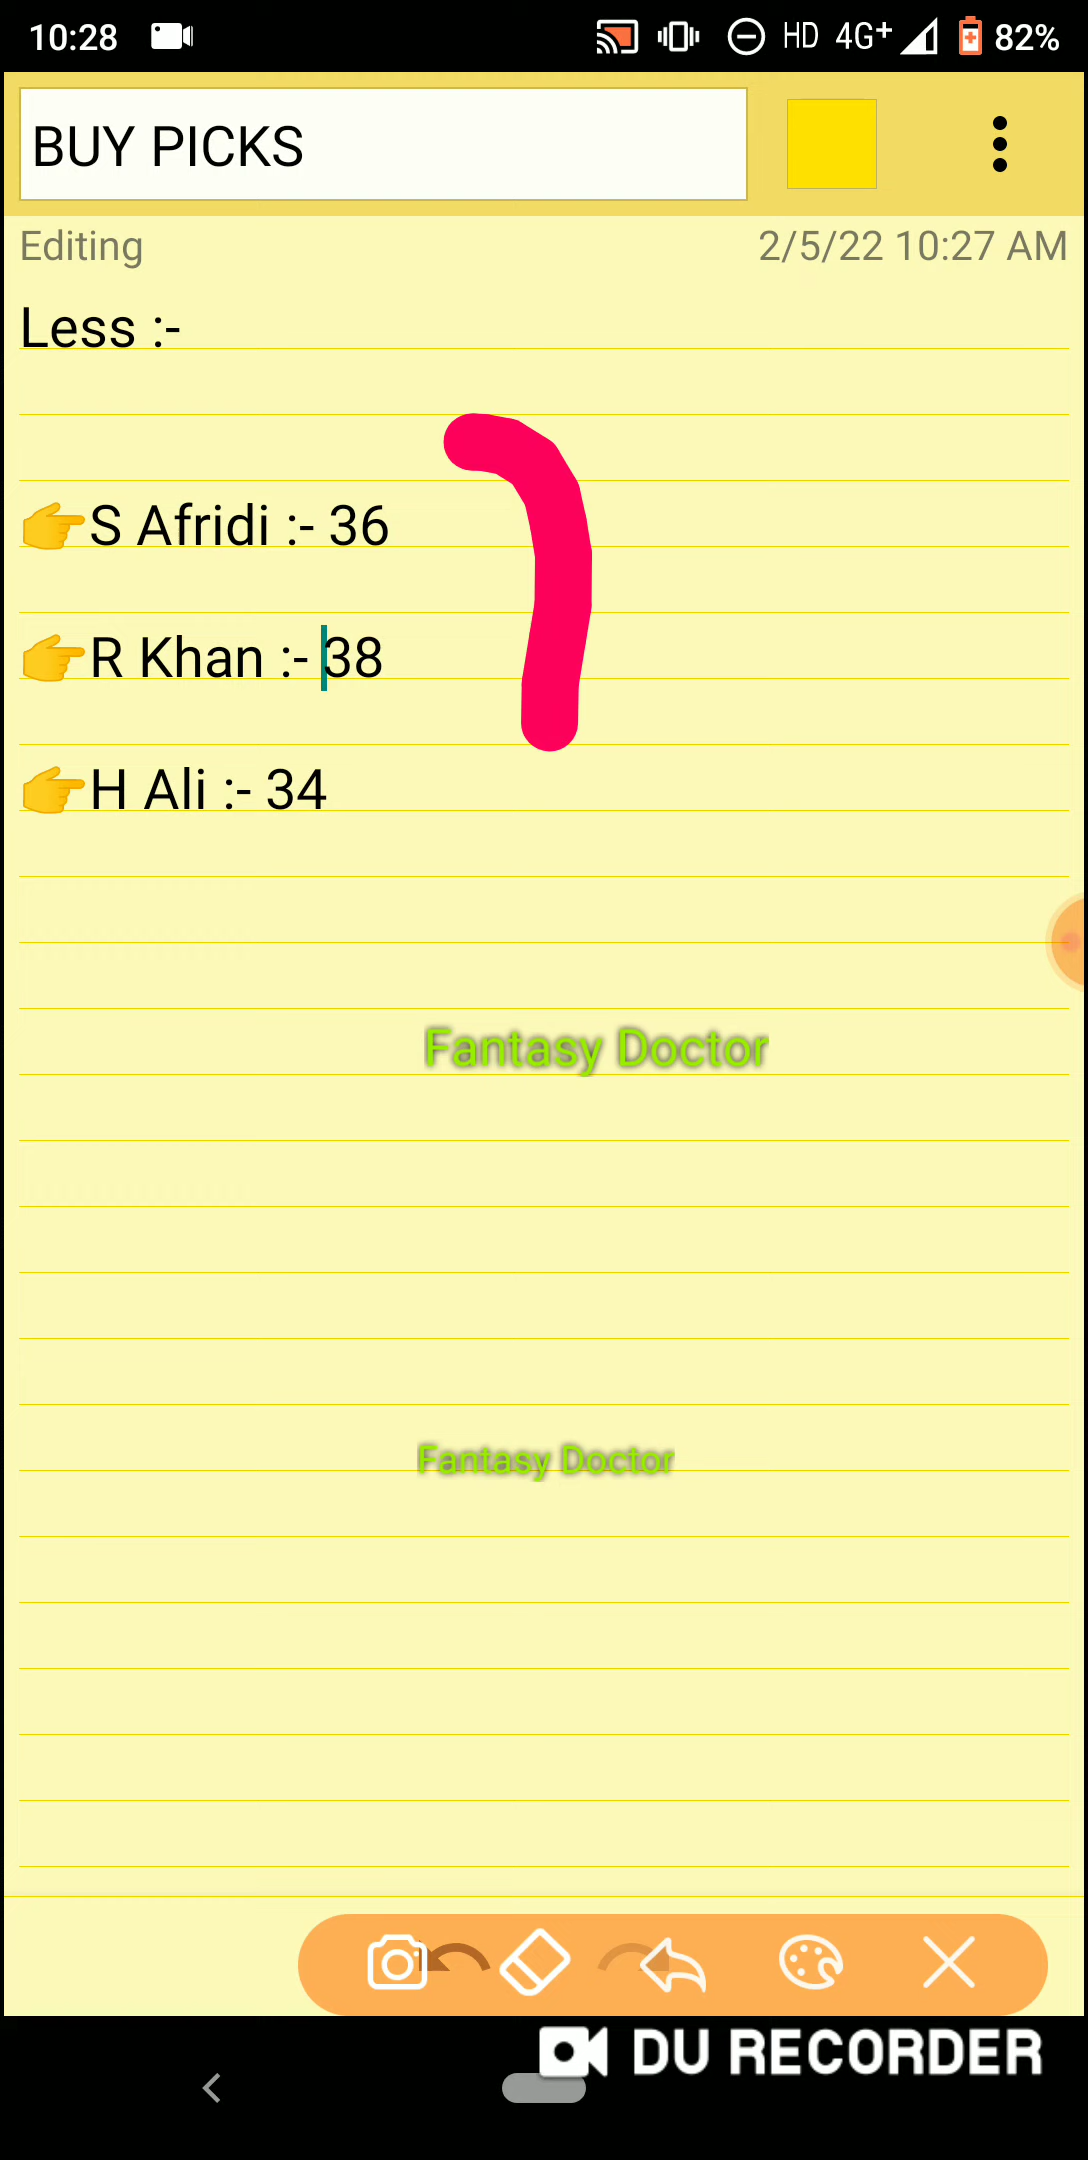 10:28 HD 4G+ 82%
BUY PICKS
Editing 2/5/22 10:27 AM
Less :-
👉S Afridi :- 36
👉R Khan :- 38
👉H Ali :- 34
Fantasy Doctor
Fantasy Doctor
DU RECORDER